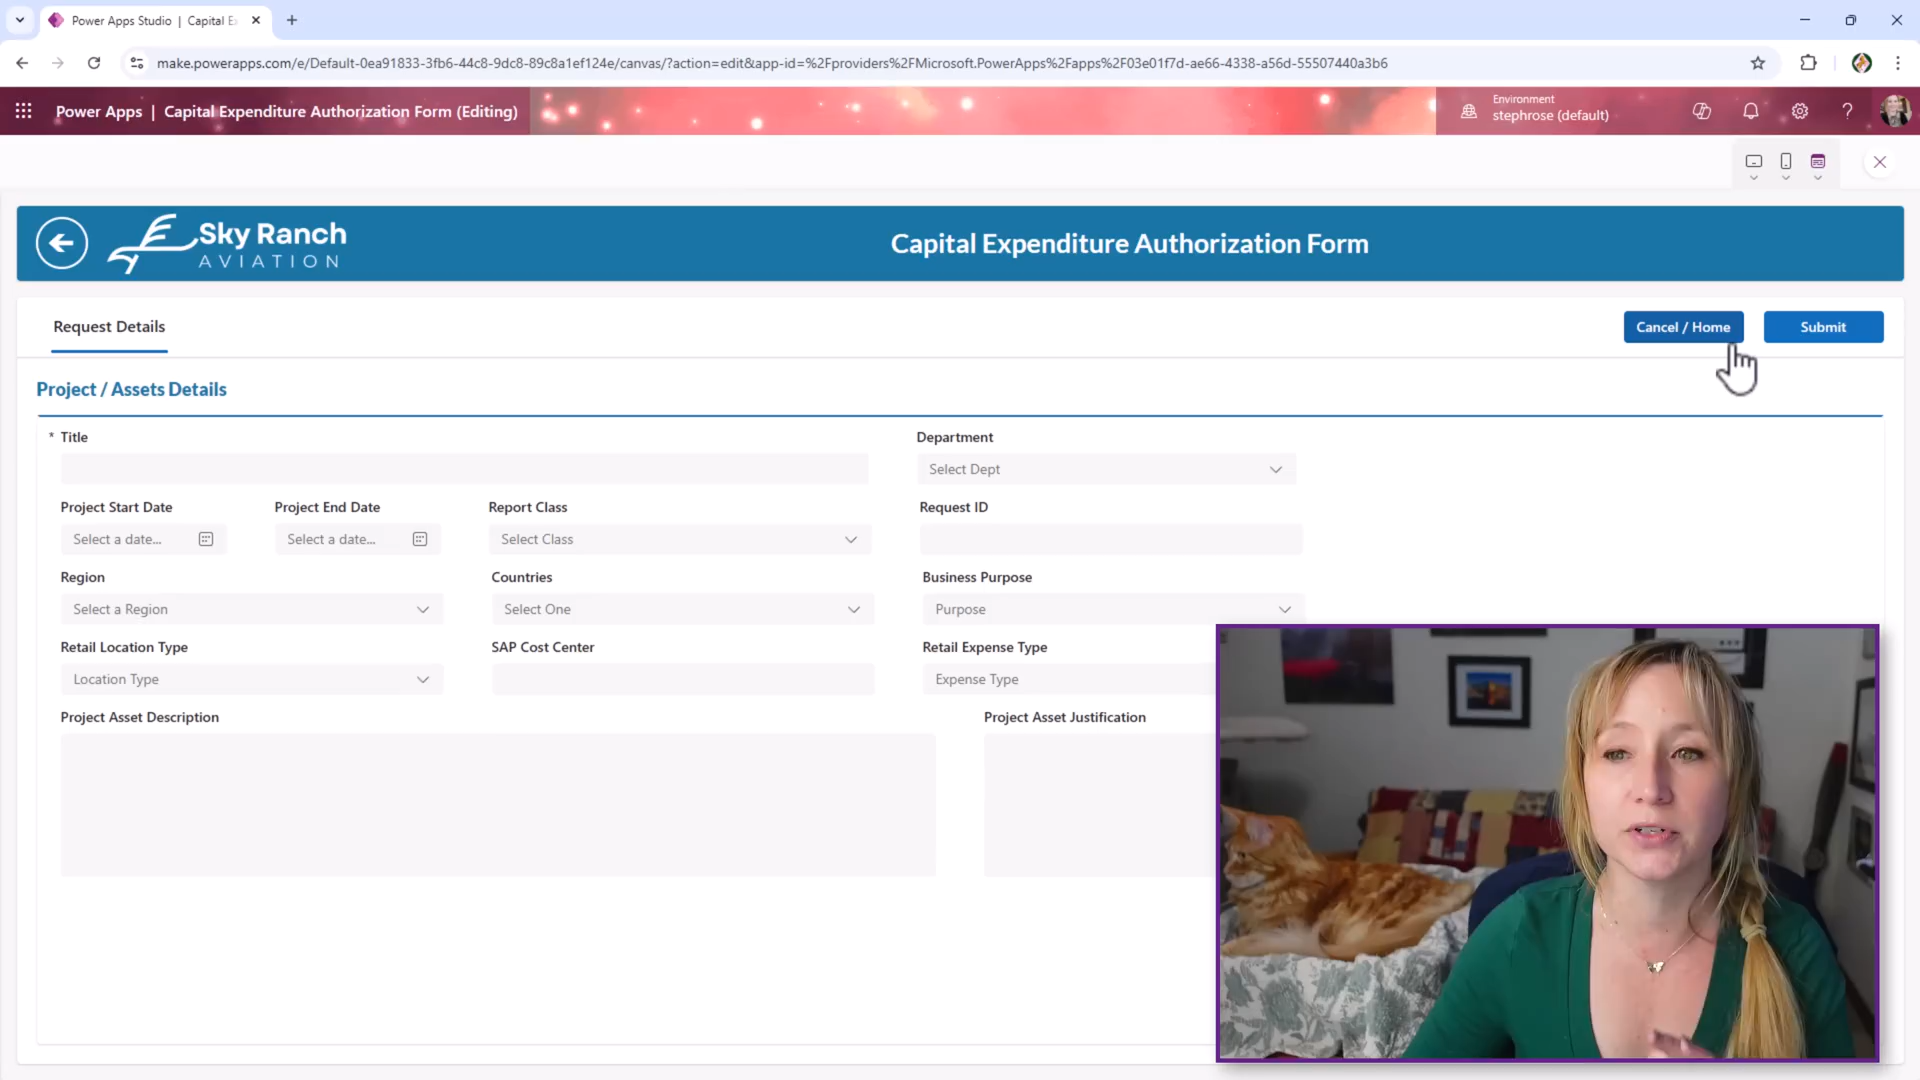 Power Apps Studio | Capital E
make.powerapps.com/e/Default-0ea91833-3fb6-44c8-9dc8-89c8a1ef124e/canvas/?action=edit&app-id=%2Fproviders%2FMicrosoft.PowerApps%2Fapps%2F03e01f7d-ae66-4338-a56d-55507440a3b6
Power Apps | Capital Expenditure Authorization Form (Editing)
Environment
stephrose (default)
Sky Ranch
AVIATION
Capital Expenditure Authorization Form
Request Details
Cancel / Home
Submit
Project / Assets Details
* Title
Department
Select Dept
Project Start Date
Project End Date
Report Class
Request ID
Select a date...
Select a date...
Select Class
Region
Countries
Business Purpose
Select a Region
Select One
Purpose
Retail Location Type
SAP Cost Center
Retail Expense Type
Location Type
Expense Type
Project Asset Description
Project Asset Justification